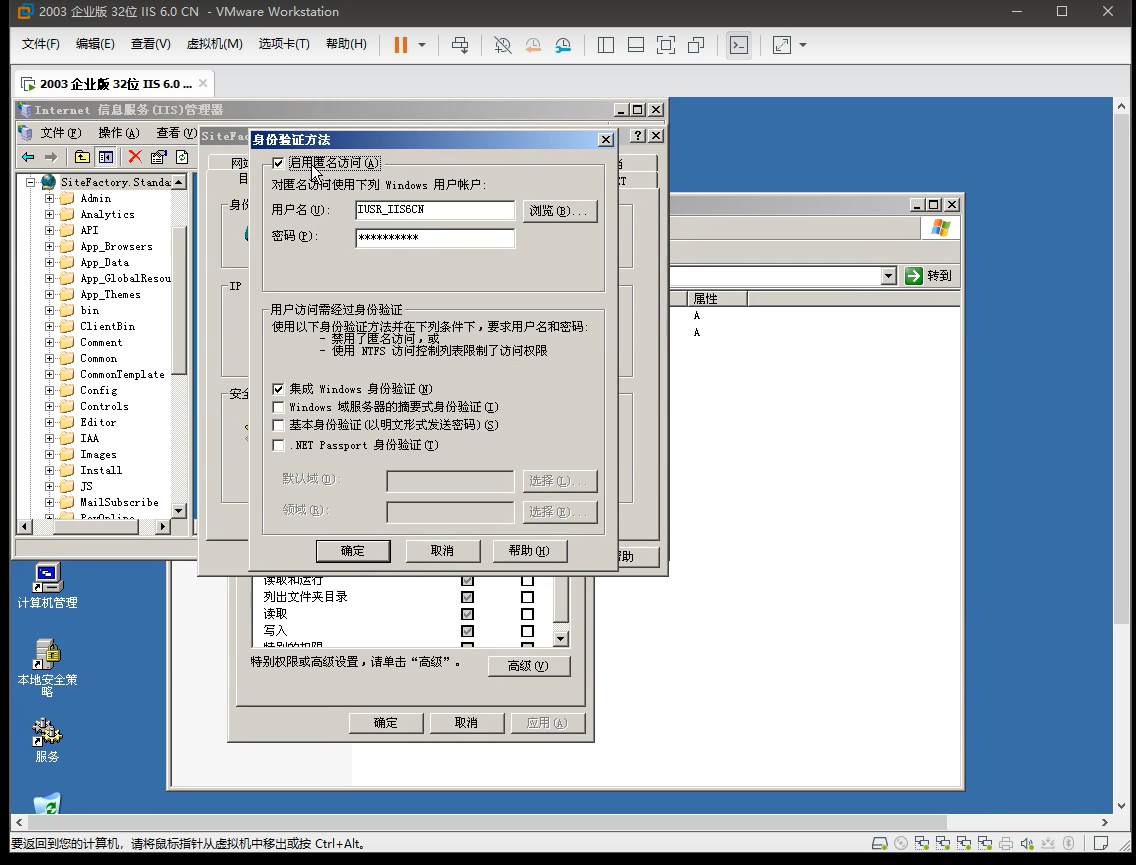 2003 企业版 32位 IIS 6.0 CN - VMware Workstation
文件(F) 编辑(E) 查看(V) 虚拟机(M) 选项卡(T) 帮助(H)
2003 企业版 32位 IIS 6.0 ...
Internet 信息服务(IIS)管理器
文件(F) 操作(A) 查看(V)
SiteFac
身份验证方法
SiteFactory.Standa
Admin
Analytics
API
App_Browsers
App_Data
App_GlobalResou
App_Themes
bin
ClientBin
Comment
Common
CommonTemplate
Config
Controls
Editor
IAA
Images
Install
JS
MailSubscribe
网站
目
身份
IP
安全
启用匿名访问(A)
对匿名访问使用下列 Windows 用户帐户:
用户名(U): IUSR_IIS6CN 浏览(B)...
密码(P): **********
用户访问需经过身份验证
使用以下身份验证方法并在下列条件下，要求用户名和密码:
- 禁用了匿名访问，或
- 使用 NTFS 访问控制列表限制了访问权限
集成 Windows 身份验证(N)
Windows 域服务器的摘要式身份验证(I)
基本身份验证(以明文形式发送密码)(S)
.NET Passport 身份验证(T)
默认域(D): 选择(L)...
领域(R): 选择(E)...
确定 取消 帮助(H)
帮助
转到
属性
A
A
读取和运行
列出文件夹目录
读取
写入
特别的权限
特别权限或高级设置，请单击“高级”。 高级(V)
确定 取消 应用(A)
计算机管理
本地安全策
略
服务
要返回到您的计算机，请将鼠标指针从虚拟机中移出或按 Ctrl+Alt。